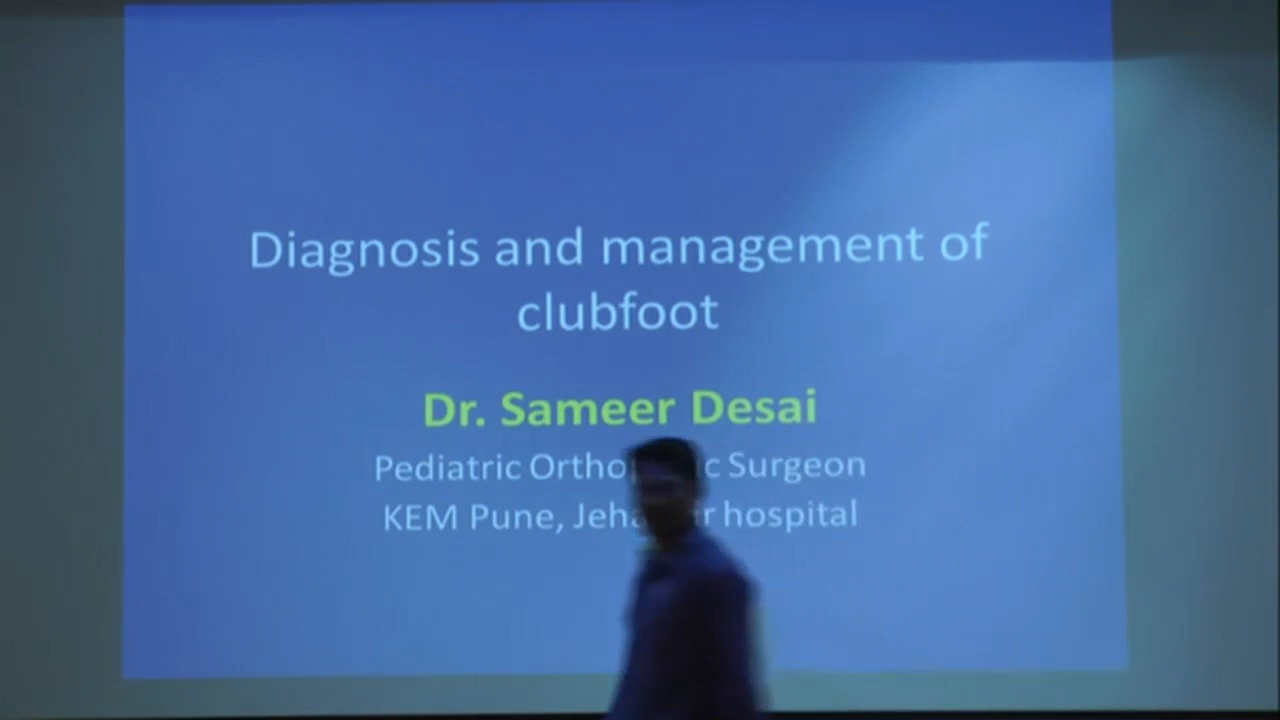 Diagnosis and management of
clubfoot
Dr. Sameer Desai
Pediatric Surgeon
KEM Pune, hospital